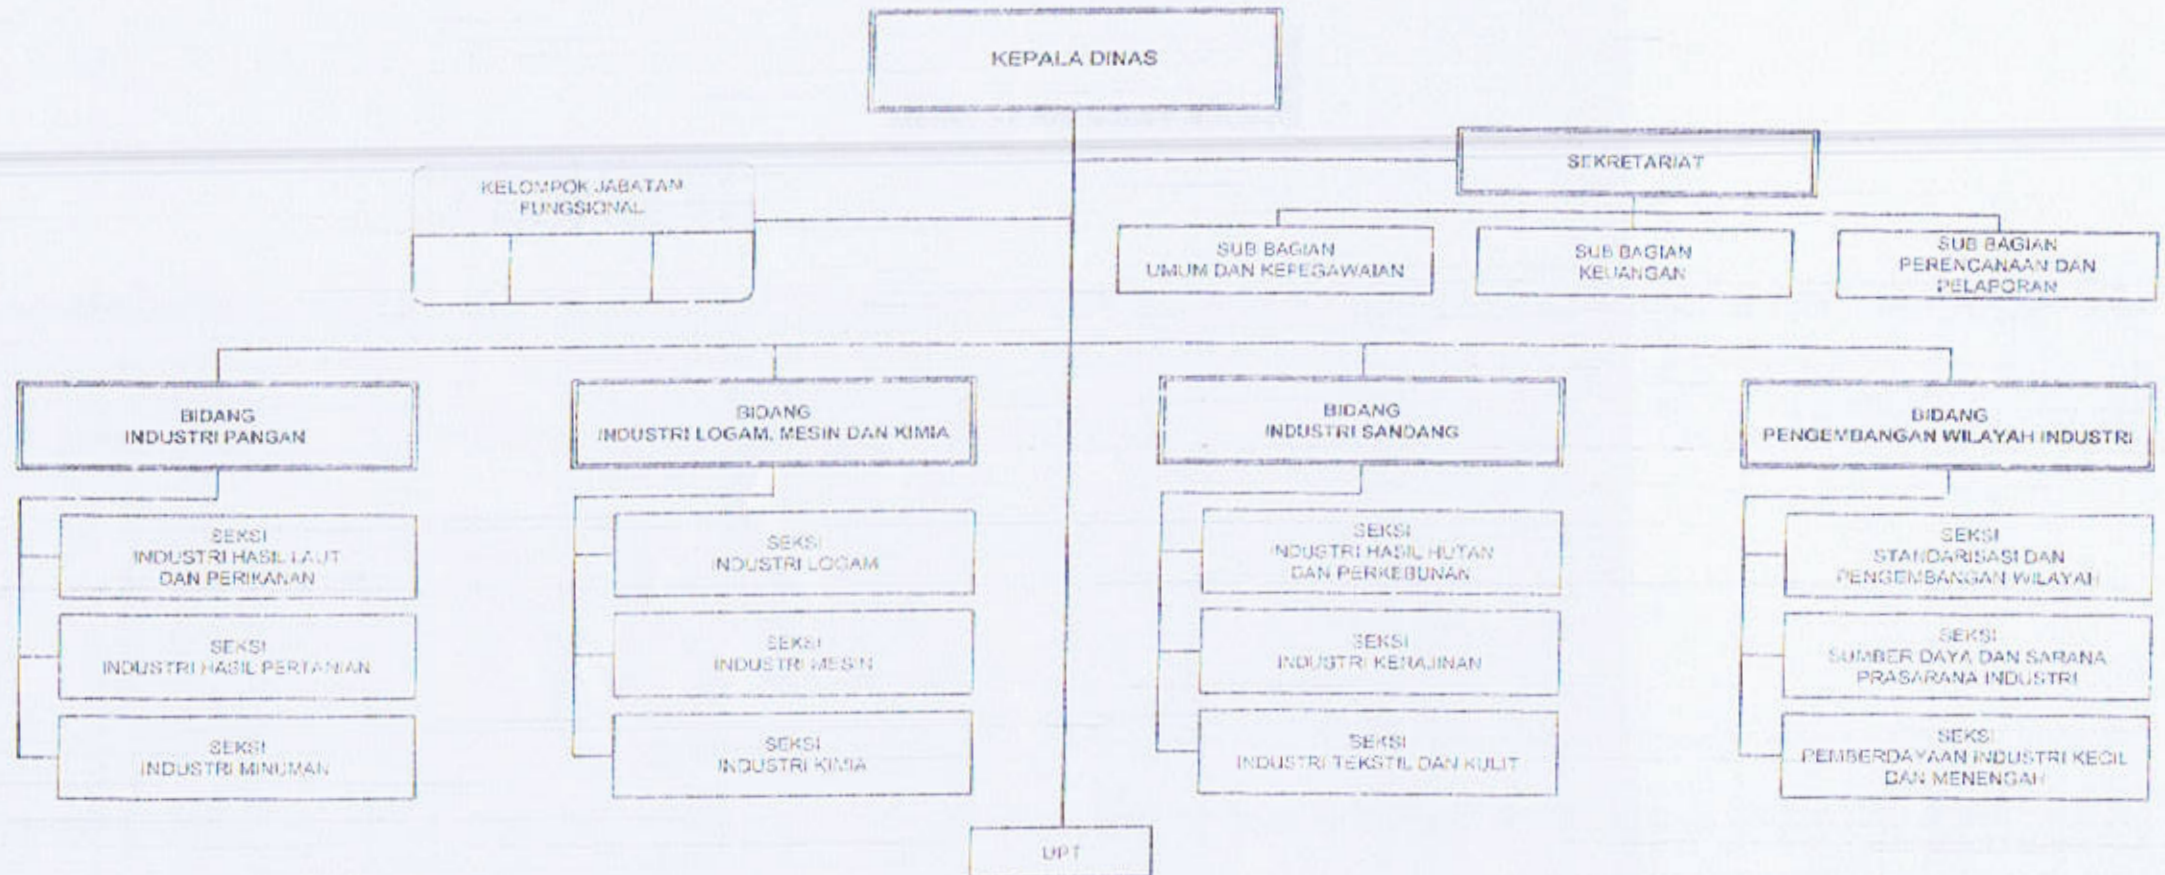 KEPALA DINAS
SEKRETARIAT
KELOMPOK JABATAN
FUNGSIONAL
SUB BAGIAN
UMUM DAN KEPEGAWAIAN
SUB BAGIAN
KEUANGAN
SUB BAGIAN
PERENCANAAN DAN
PELAPORAN
BIDANG
INDUSTRI PANGAN
SEKSI
INDUSTRI HASIL LAUT
DAN PERIKANAN
SEKSI
INDUSTRI HASIL PERTANIAN
SEKSI
INDUSTRI MINUMAN
BIDANG
INDUSTRI LOGAM, MESIN DAN KIMIA
SEKSI
INDUSTRI LOGAM
SEKSI
INDUSTRI MESIN
SEKSI
INDUSTRI KIMIA
BIDANG
INDUSTRI SANDANG
SEKSI
INDUSTRI HASIL HUTAN
DAN PERKEBUNAN
SEKSI
INDUSTRI KERAJINAN
SEKSI
INDUSTRI TEKSTIL DAN KULIT
BIDANG
PENGEMBANGAN WILAYAH INDUSTRI
SEKSI
STANDARISASI DAN
PENGEMBANGAN WILAYAH
SEKSI
SUMBER DAYA DAN SARANA
PRASARANA INDUSTRI
SEKSI
PEMBERDAYAAN INDUSTRI KECIL
DAN MENENGAH
UPT